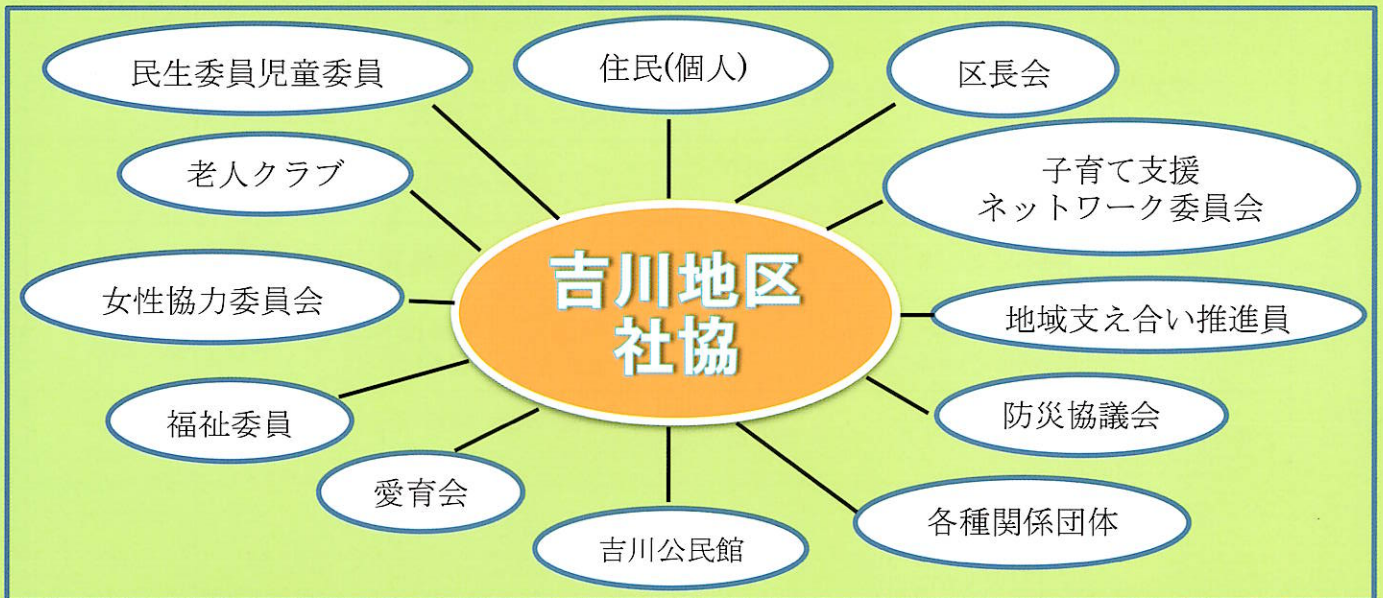 民生委員児童委員
住民(個人)
区長会
老人クラブ
子育て支援
ネットワーク委員会
吉川地区
社協
女性協力委員会
地域支え合い推進員
福祉委員
防災協議会
愛育会
各種関係団体
吉川公民館